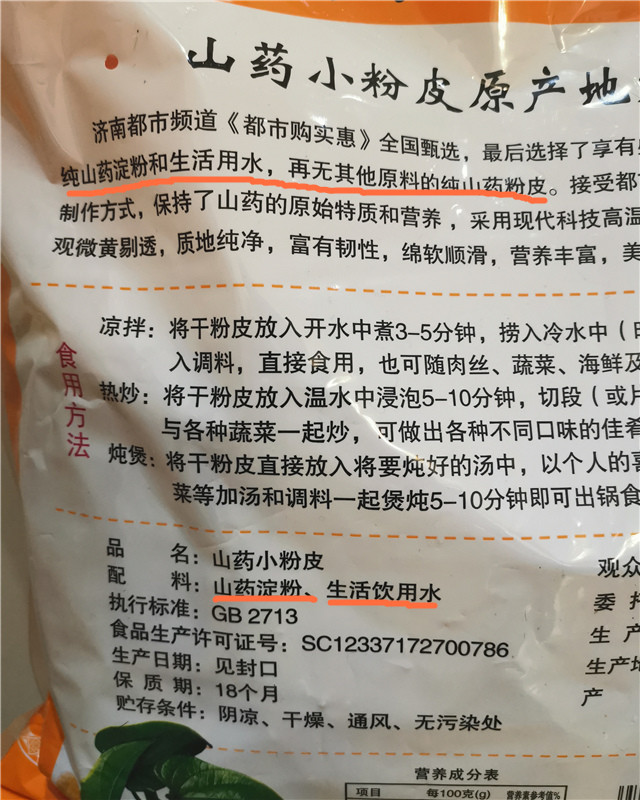 山药小粉皮原产地
济南都市频道《都市购实惠》全国甄选，最后选择了享有
纯山药淀粉和生活用水，再无其他原料的纯山药粉皮。接受都
制作方式，保持了山药的原始特质和营养，采用现代科技高温
观微黄剔透，质地纯净，富有韧性，绵软顺滑，营养丰富，美
食用方法
凉拌：将干粉皮放入开水中煮3-5分钟，捞入冷水中（
入调料，直接食用，也可随肉丝、蔬菜、海鲜及
热炒：将干粉皮放入温水中浸泡5-10分钟，切段（或
与各种蔬菜一起炒，可做出各种不同口味的佳肴
炖煲：将干粉皮直接放入将要炖好的汤中，以个人的喜
菜等加汤和调料一起煲炖5-10分钟即可出锅食
品 名：山药小粉皮
配 料：山药淀粉、生活饮用水
执行标准：GB 2713
食品生产许可证号：SC12337172700786
生产日期：见封口
保质期：18个月
贮存条件：阴凉、干燥、通风、无污染处
观众
委托
生产
生产地
产
营养成分表
项目 每100克(g) 营养素参考值%